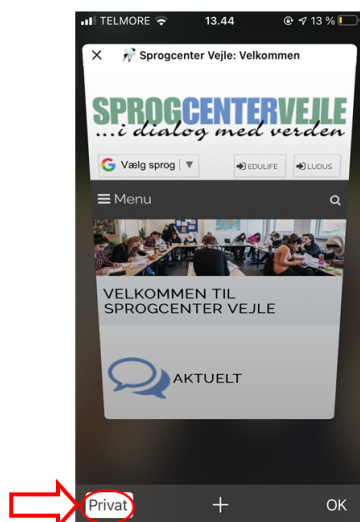 TELMORE 13.44 13 %
Sprogcenter Vejle: Velkommen
SPROGCENTERVEJLE
...i dialog med verden
Vælg sprog EDULIFE LUDUS
Menu
VELKOMMEN TIL
SPROGCENTER VEJLE
AKTUELT
Privat + OK